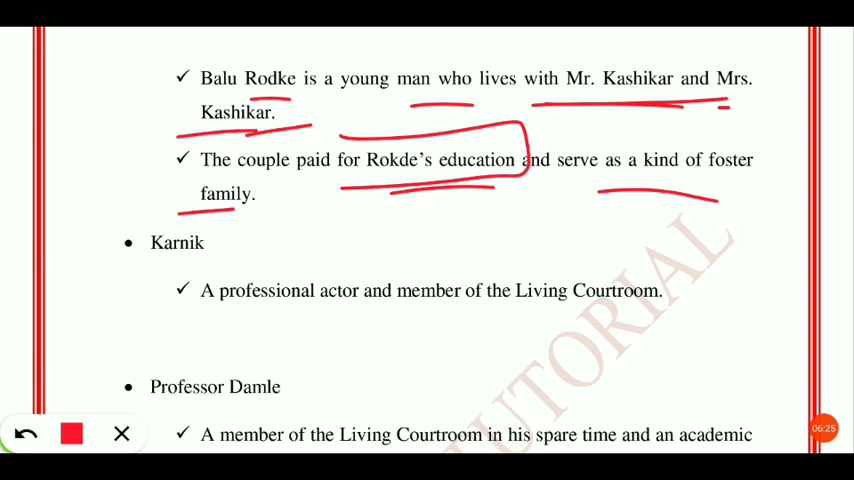 ✓ Balu Rodke is a young man who lives with Mr. Kashikar and Mrs.
Kashikar.
✓ The couple paid for Rokde’s education and serve as a kind of foster
family.
• Karnik
✓ A professional actor and member of the Living Courtroom.
• Professor Damle
✓ A member of the Living Courtroom in his spare time and an academic
TUTORIAL
06:25